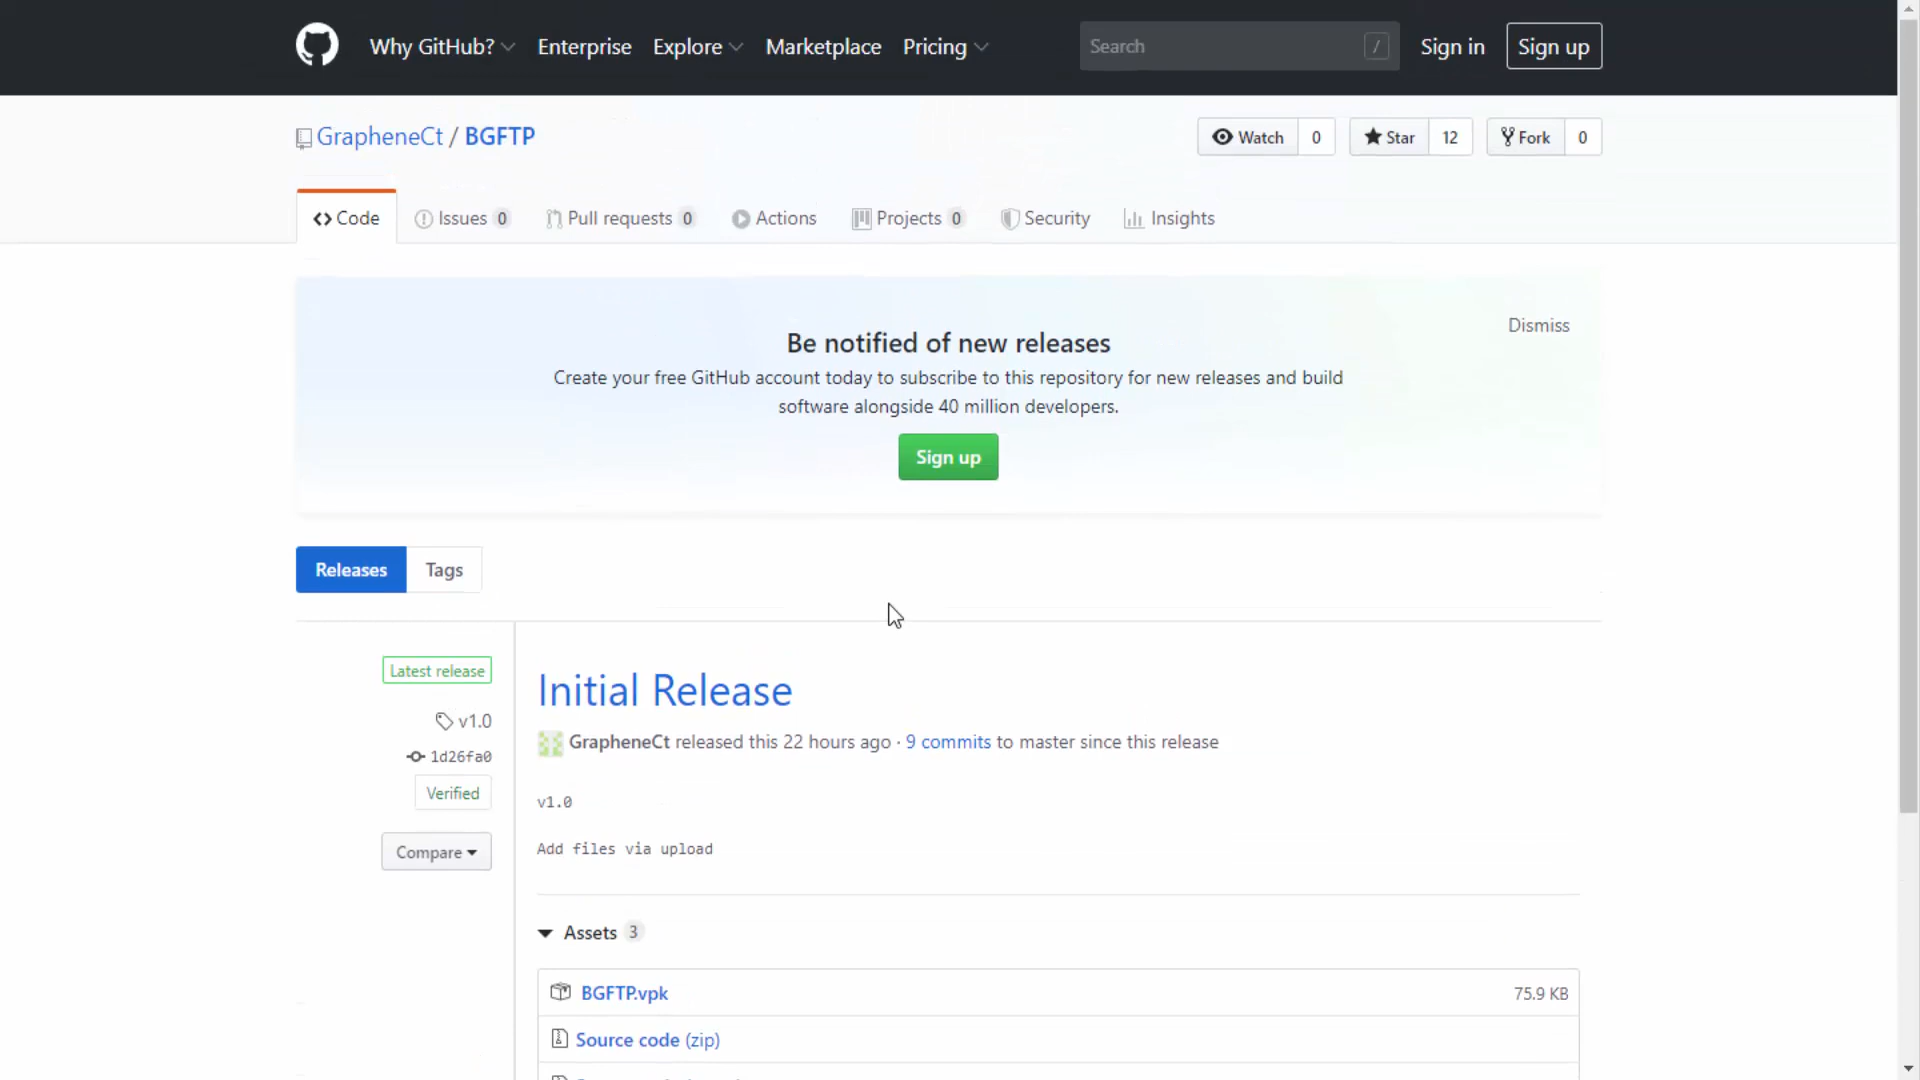 Why GitHub? Enterprise Explore Marketplace Pricing Search / Sign in Sign up
GrapheneCt / BGFTP Watch 0 Star 12 Fork 0
Code Issues 0 Pull requests 0 Actions Projects 0 Security Insights
Dismiss
Be notified of new releases
Create your free GitHub account today to subscribe to this repository for new releases and build
software alongside 40 million developers.
Sign up
Releases Tags
Latest release
v1.0
1d26fa0
Verified
Compare
Initial Release
GrapheneCt released this 22 hours ago · 9 commits to master since this release
v1.0
Add files via upload
Assets 3
BGFTP.vpk 75.9 KB
Source code (zip)